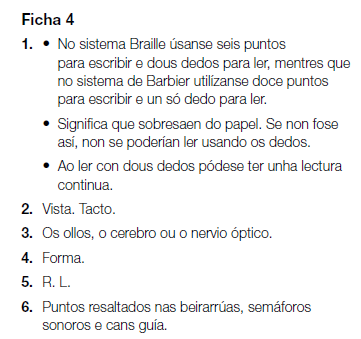 Ficha 4
1. • No sistema Braille úsanse seis puntos
para escribir e dous dedos para ler, mentres que
no sistema de Barbier utilízanse doce puntos
para escribir e un só dedo para ler.
• Significa que sobresaen do papel. Se non fose
así, non se poderían ler usando os dedos.
• Ao ler con dous dedos pódese ter unha lectura
continua.
2. Vista. Tacto.
3. Os ollos, o cerebro ou o nervio óptico.
4. Forma.
5. R. L.
6. Puntos resaltados nas beirarrúas, semáforos
sonoros e cans guía.